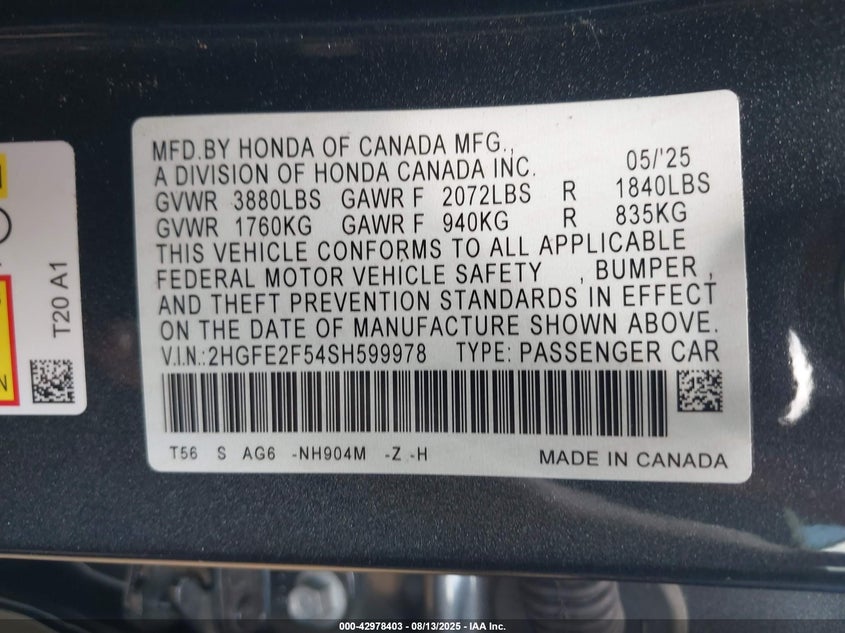 MFD.BY HONDA OF CANADA MFG.,
A DIVISION OF HONDA CANADA INC. 05/'25
GVWR 3880LBS GAWR F 2072LBS R 1840LBS
GVWR 1760KG GAWR F 940KG R 835KG
THIS VEHICLE CONFORMS TO ALL APPLICABLE
FEDERAL MOTOR VEHICLE SAFETY , BUMPER ,
AND THEFT PREVENTION STANDARDS IN EFFECT
ON THE DATE OF MANUFACTURE SHOWN ABOVE.
V.I.N.:2HGFE2F54SH599978 TYPE: PASSENGER CAR
T56 S AG6 -NH904M -Z -H MADE IN CANADA
T20 A1
N
000-42978403 - 08/13/2025 - IAA Inc.